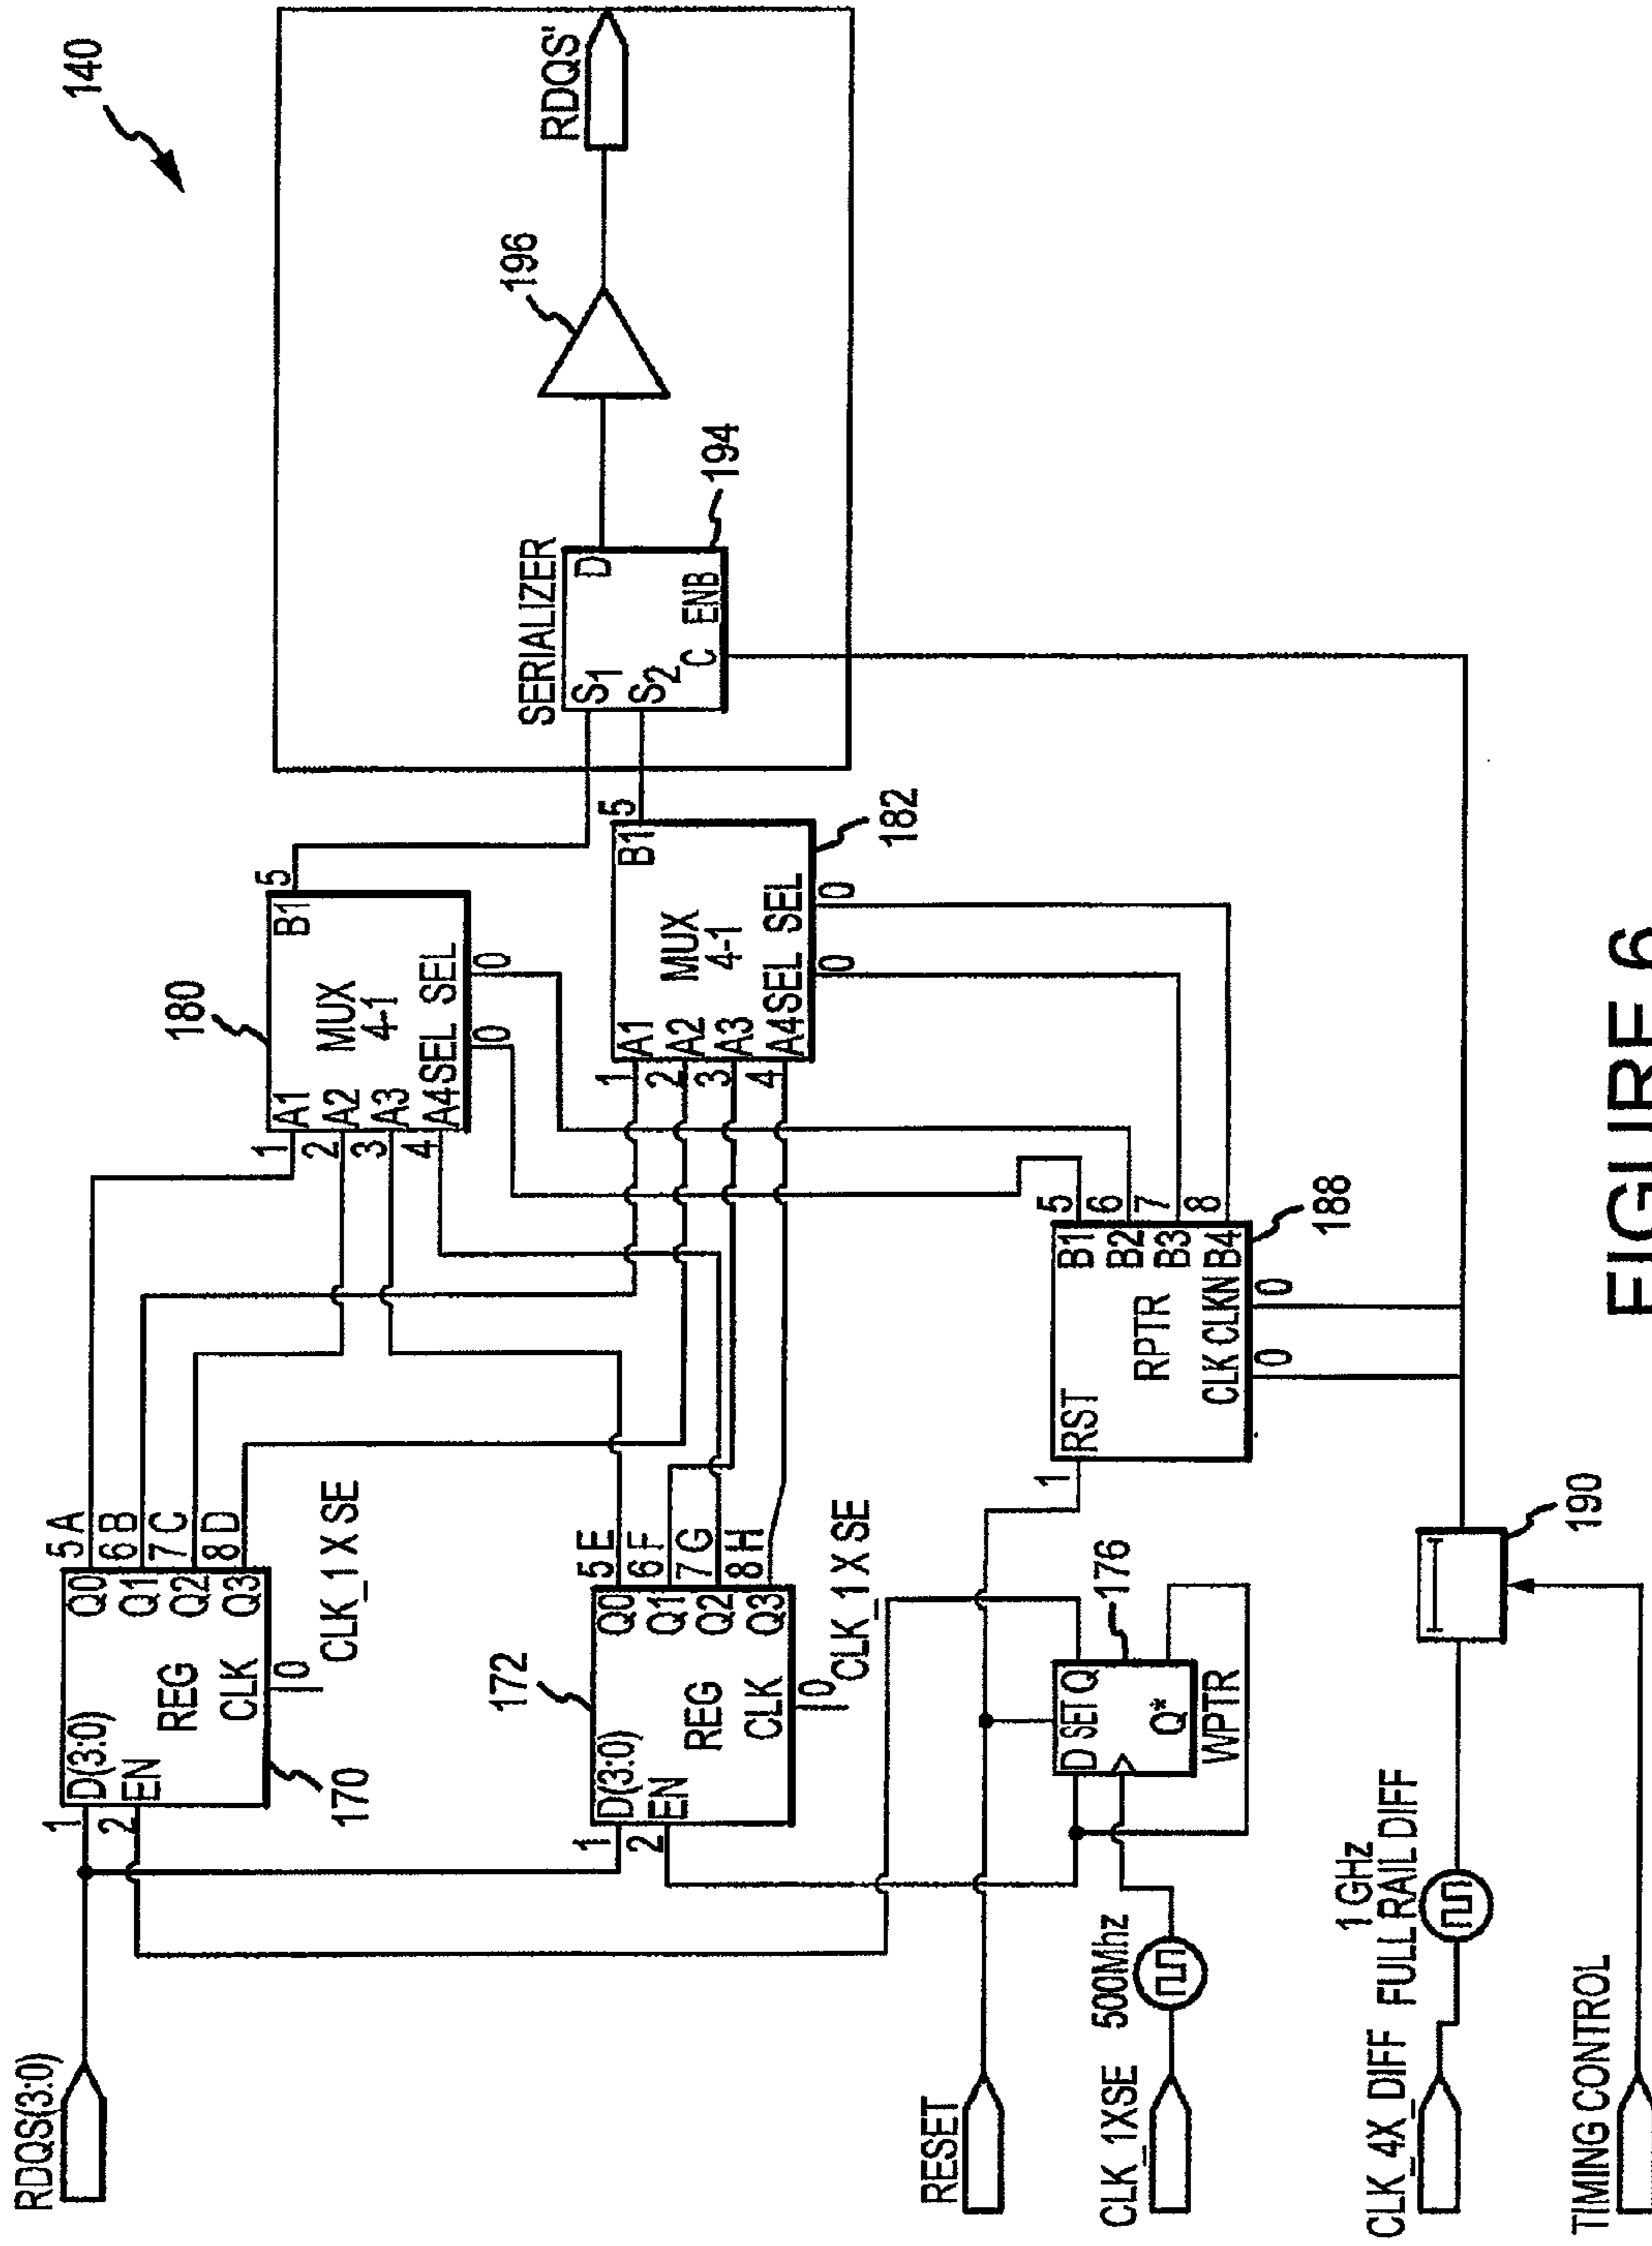 140
RDQS(3:0)
1
2
D(3:0)
EN
REG
CLK
0
CLK_1 X SE
Q0
Q1
Q2
Q3
5 A
6 B
7 C
8 D
170
172
1
2
D(3:0)
EN
REG
CLK
0
CLK_1 X SE
Q0
Q1
Q2
Q3
5 E
6 F
7 G
8 H
180
1
2
3
4
A1
A2
A3
A4
MUX
4-1
SEL SEL
0
0
B1
5
1
2
3
4
A1
A2
A3
A4
MUX
4-1
SEL SEL
0
0
B1
5
182
SERIALIZER
S1
S2
C
ENB
D
194
196
RDQS'
RESET
CLK_1XSE
500Mhz
D SET Q
Q*
WPTR
176
1
RST
RPTR
CLK CLKN
0
0
B1
B2
B3
B4
5
6
7
8
188
CLK_4X_DIFF
1 GHz
FULL RAIL DIFF
190
TIMING CONTROL
FIGURE 6